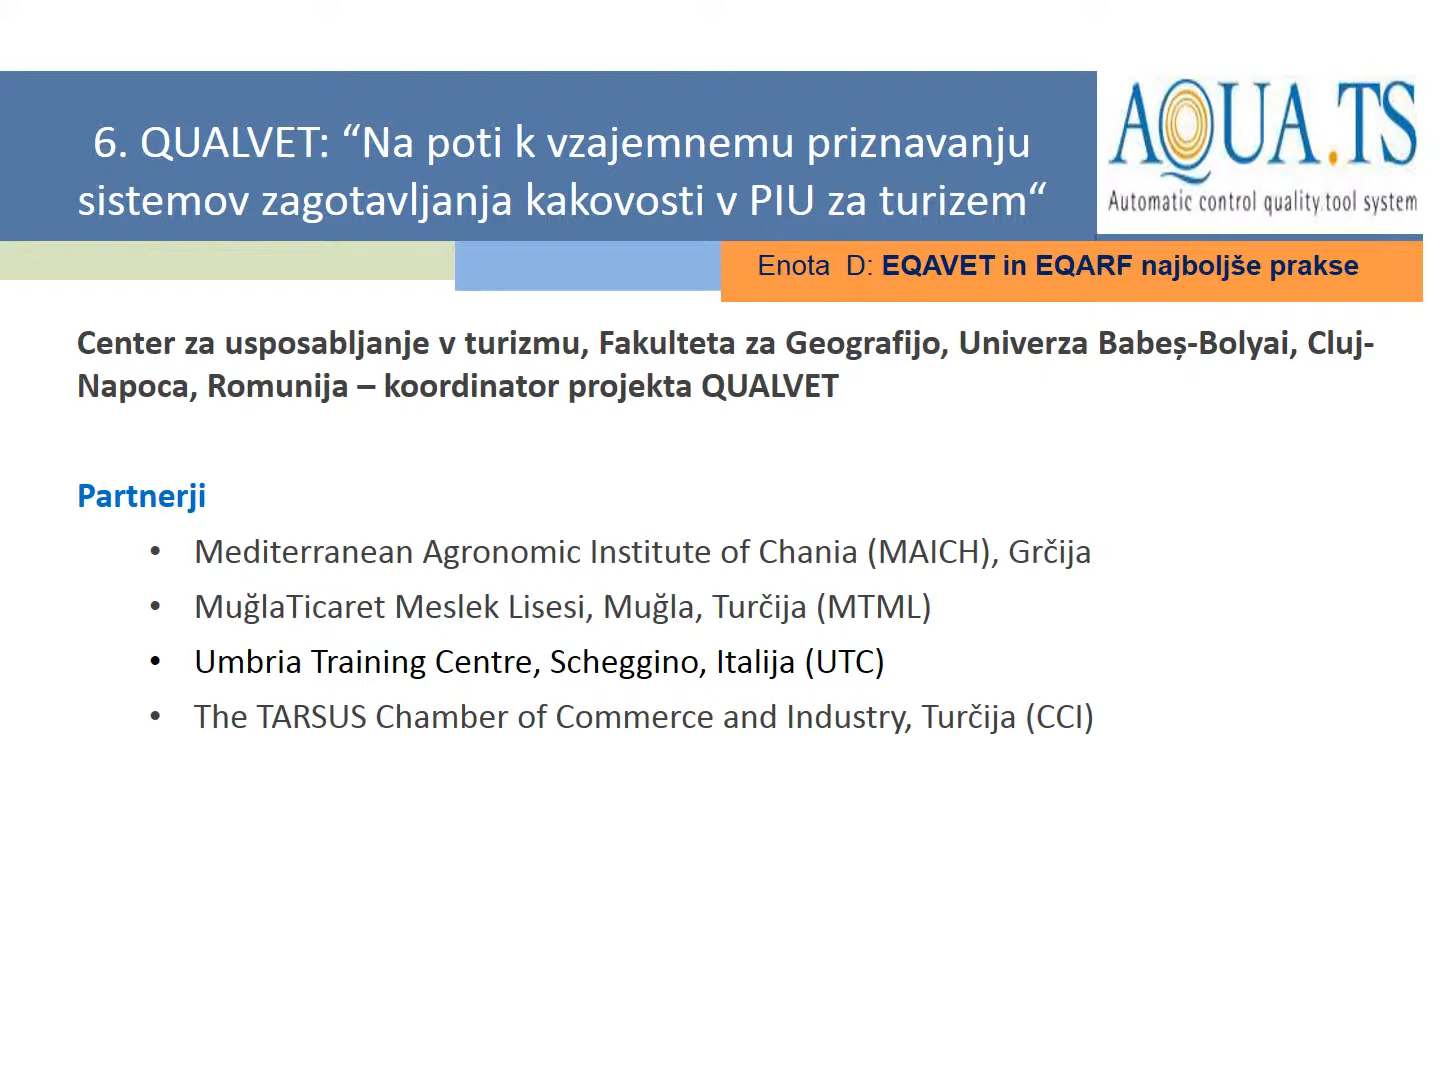 6. QUALVET: “Na poti k vzajemnemu priznavanju
sistemov zagotavljanja kakovosti v PIU za turizem“
AQUA.TS
Automatic control quality tool system
Enota D: EQAVET in EQARF najboljše prakse
Center za usposabljanje v turizmu, Fakulteta za Geografijo, Univerza Babeș-Bolyai, Cluj-
Napoca, Romunija – koordinator projekta QUALVET
Partnerji
• Mediterranean Agronomic Institute of Chania (MAICH), Grčija
• MuğlaTicaret Meslek Lisesi, Muğla, Turčija (MTML)
• Umbria Training Centre, Scheggino, Italija (UTC)
• The TARSUS Chamber of Commerce and Industry, Turčija (CCI)